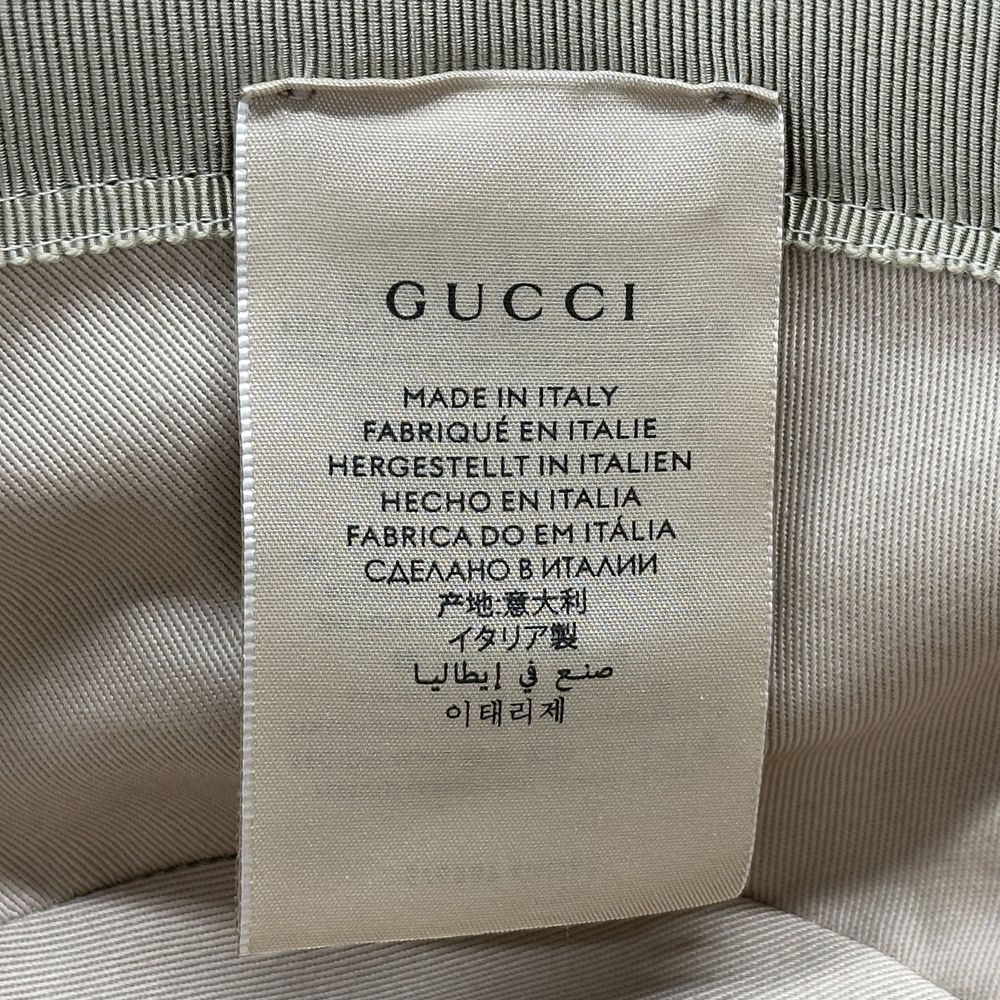 GUCCI
MADE IN ITALY
FABRIQUÉ EN ITALIE
HERGESTELLT IN ITALIEN
HECHO EN ITALIA
FABRICA DO EM ITÁLIA
СДЕЛАНО В ИТАЛИИ
产地:意大利
イタリア製
صنع في إيطاليا
이태리제